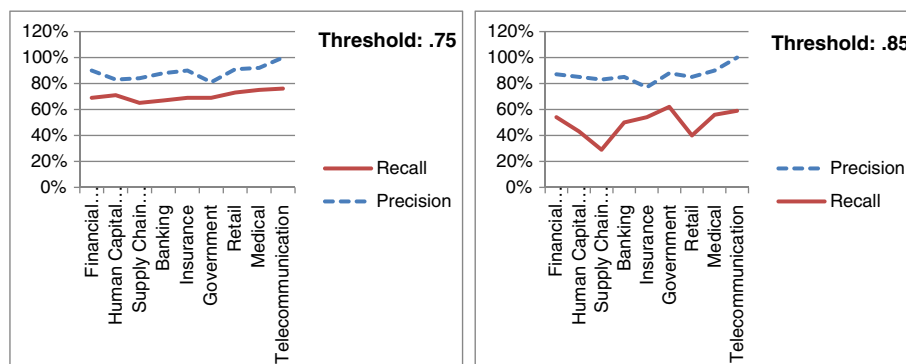 120%
100%
80%
60%
40%
20%
0%
Threshold: .75
Recall
Precision
Financial...
Human Capital...
Supply Chain...
Banking
Insurance
Government
Retail
Medical
Telecommunication
120%
100%
80%
60%
40%
20%
0%
Threshold: .85
Precision
Recall
Financial...
Human Capital...
Supply Chain...
Banking
Insurance
Government
Retail
Medical
Telecommunication